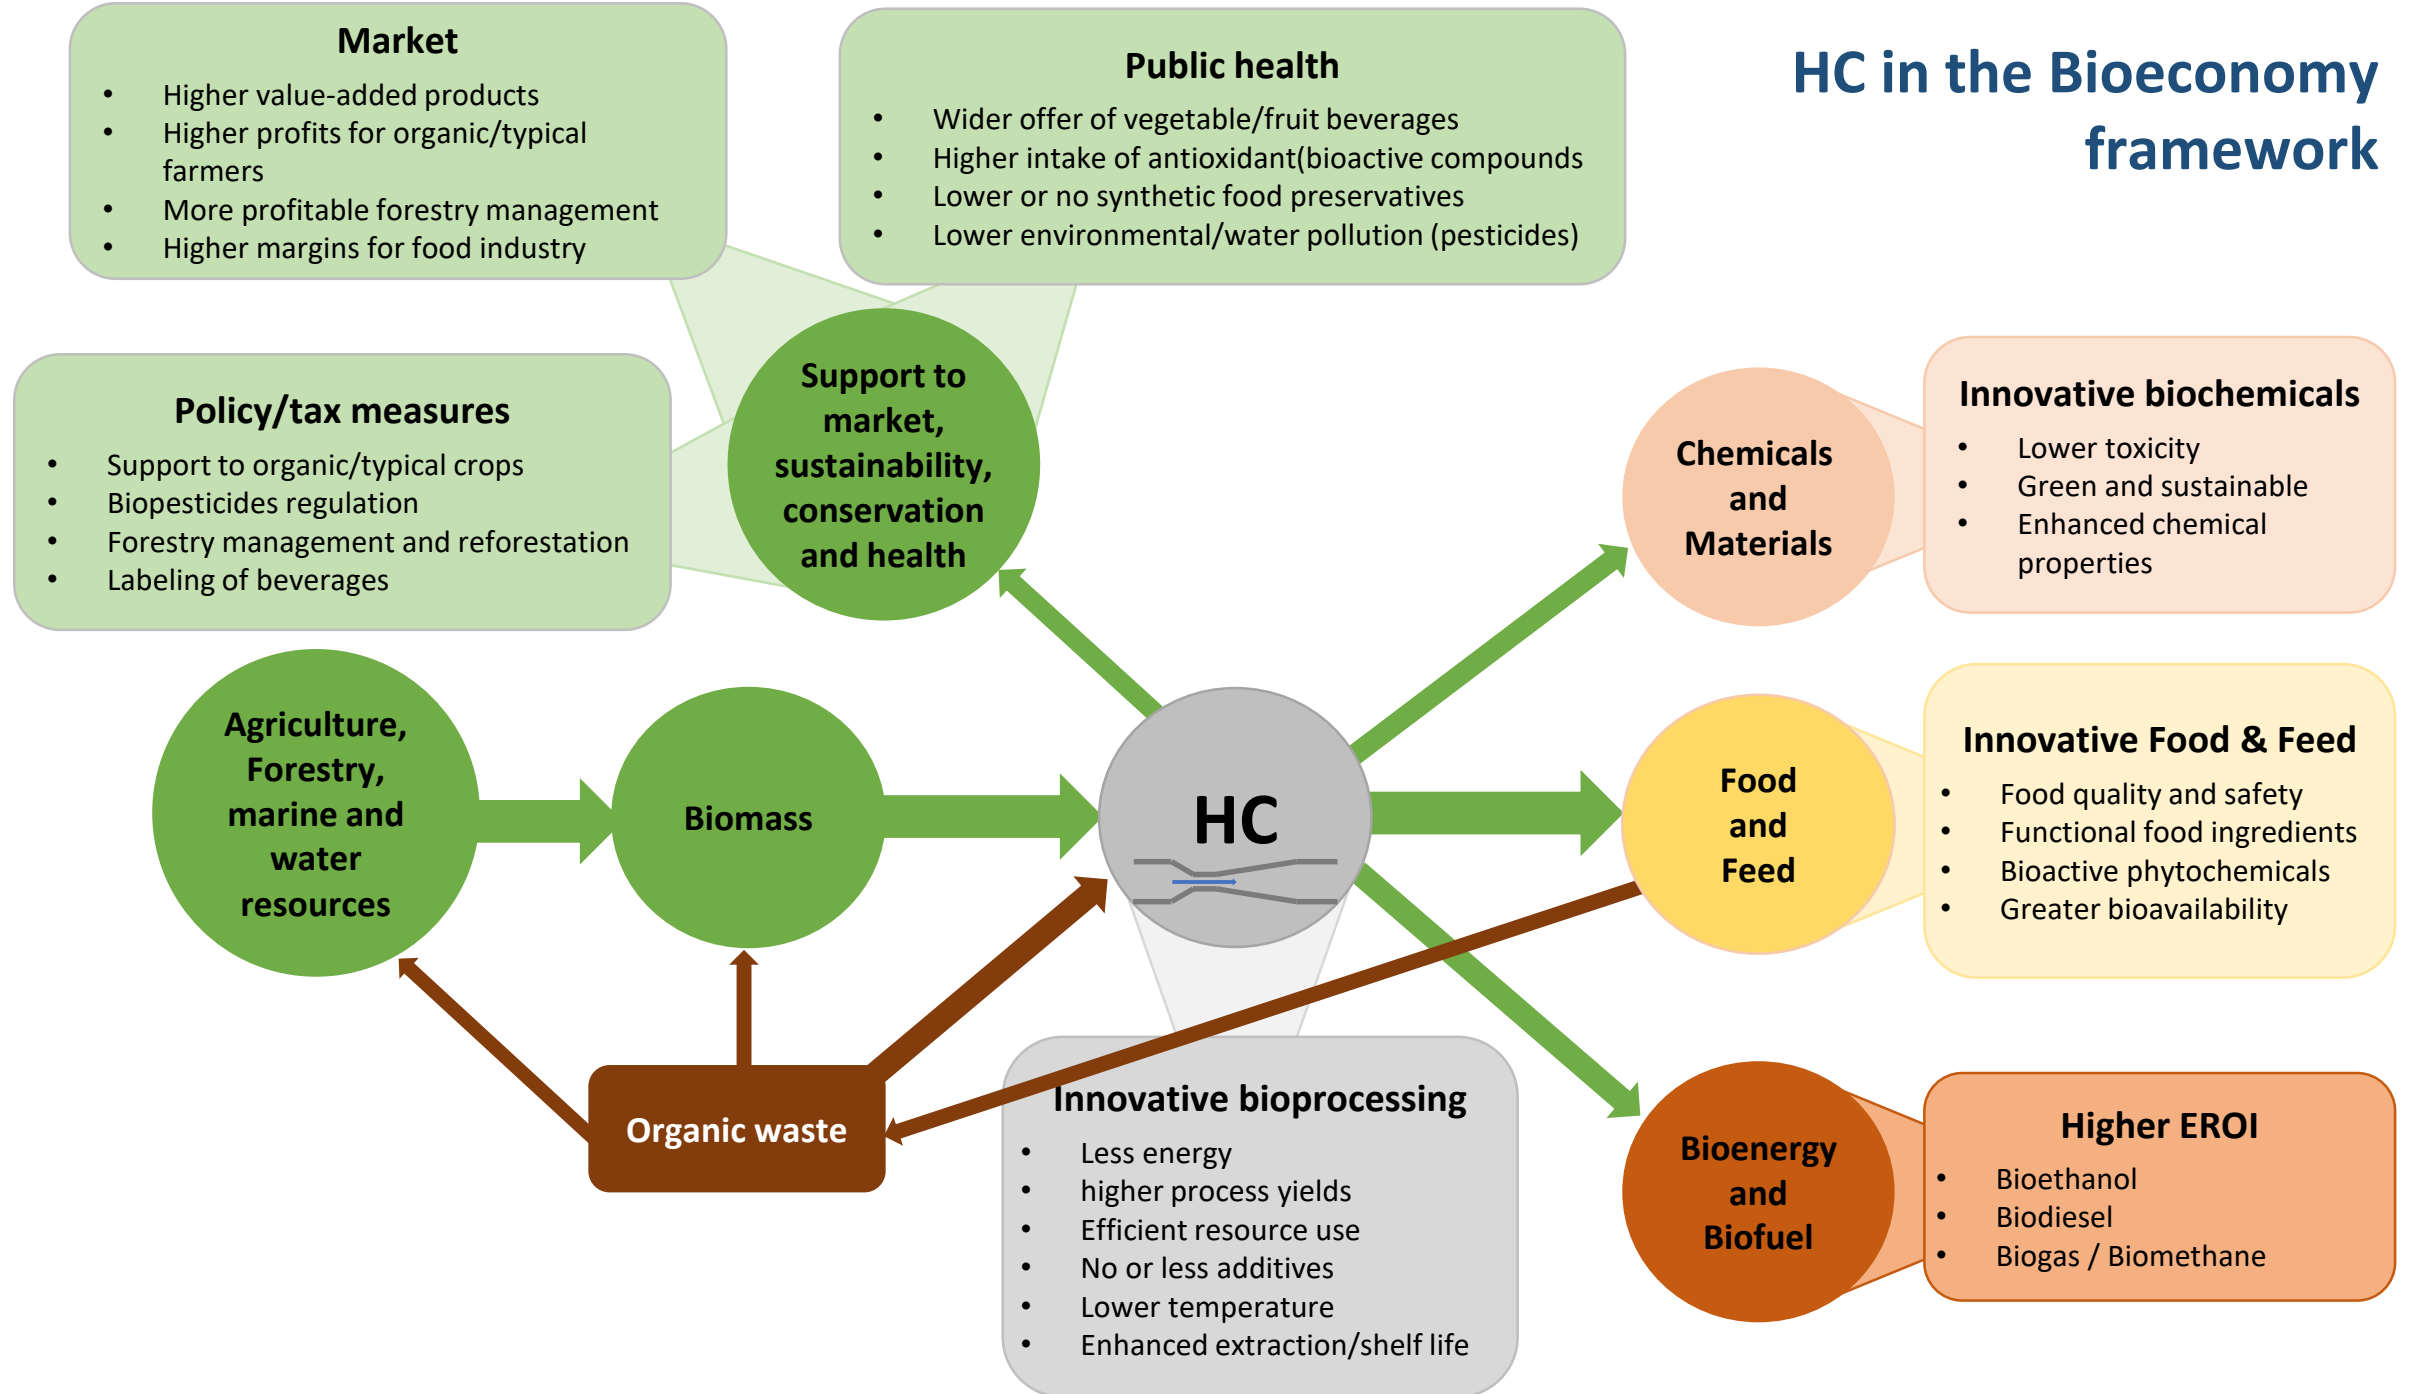 HC in the Bioeconomy
framework
Market
• Higher value-added products
• Higher profits for organic/typical
farmers
• More profitable forestry management
• Higher margins for food industry
Public health
• Wider offer of vegetable/fruit beverages
• Higher intake of antioxidant(bioactive compounds
• Lower or no synthetic food preservatives
• Lower environmental/water pollution (pesticides)
Policy/tax measures
• Support to organic/typical crops
• Biopesticides regulation
• Forestry management and reforestation
• Labeling of beverages
Support to
market,
sustainability,
conservation
and health
Chemicals
and
Materials
Innovative biochemicals
• Lower toxicity
• Green and sustainable
• Enhanced chemical
properties
Agriculture,
Forestry,
marine and
water
resources
Biomass
HC
Food
and
Feed
Innovative Food & Feed
• Food quality and safety
• Functional food ingredients
• Bioactive phytochemicals
• Greater bioavailability
Organic waste
Innovative bioprocessing
• Less energy
• higher process yields
• Efficient resource use
• No or less additives
• Lower temperature
• Enhanced extraction/shelf life
Bioenergy
and
Biofuel
Higher EROI
• Bioethanol
• Biodiesel
• Biogas / Biomethane